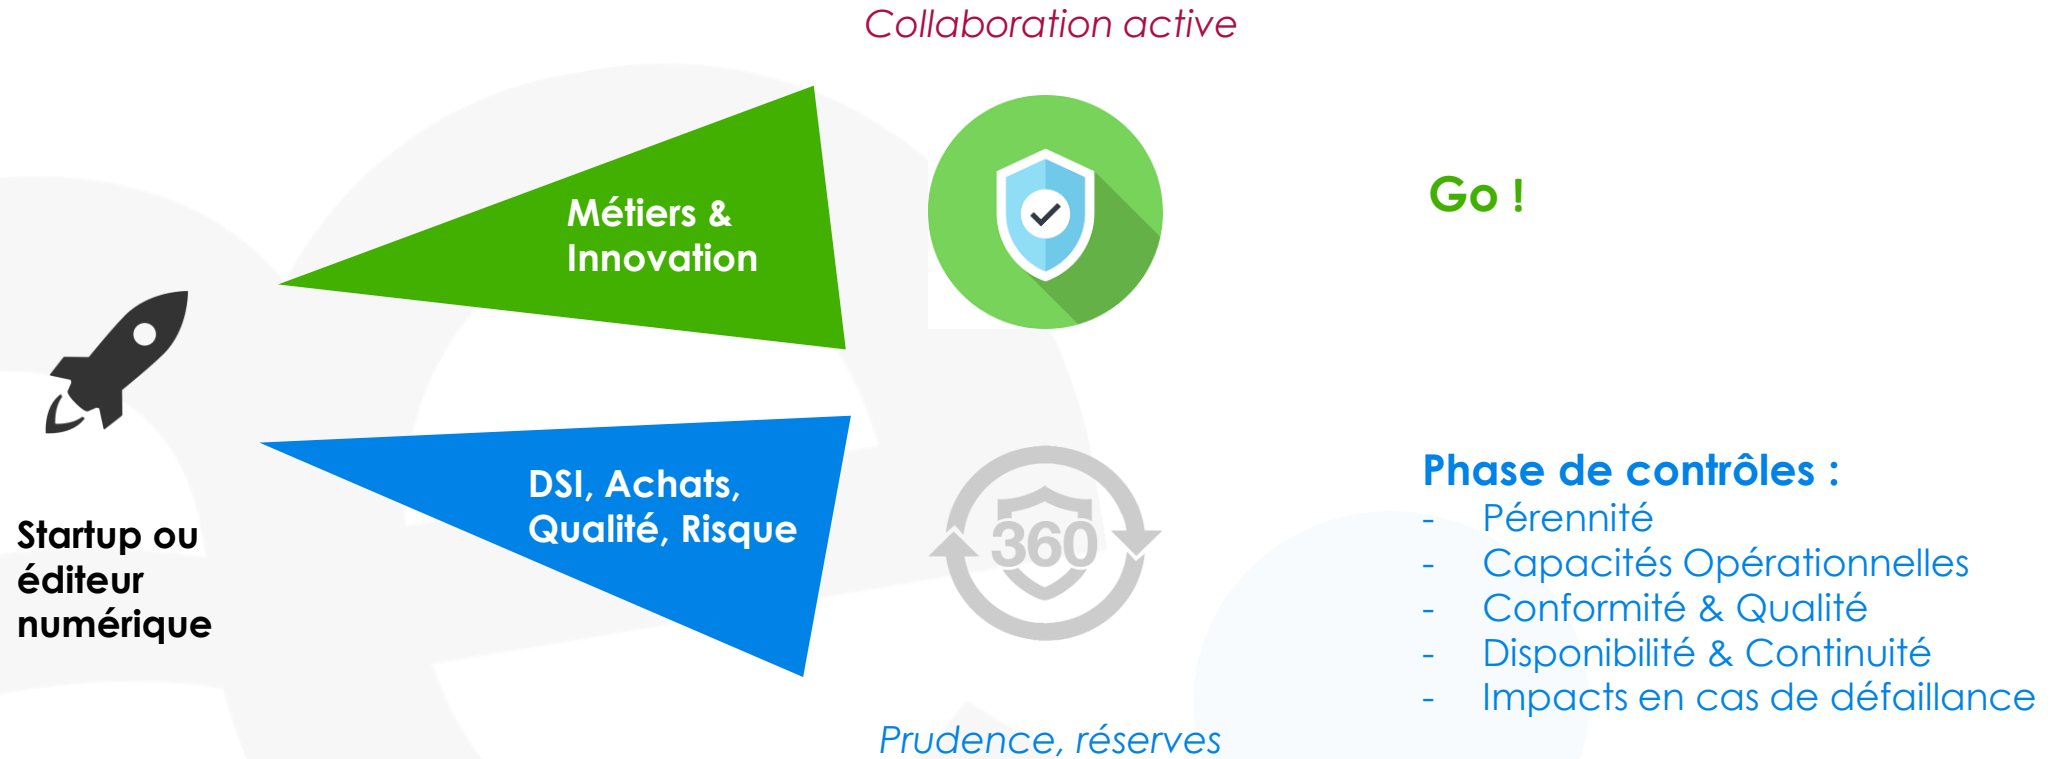 Collaboration active
Métiers &
Innovation
Go !
Startup ou
éditeur
numérique
DSI, Achats,
Qualité, Risque
360
Phase de contrôles :
- Pérennité
- Capacités Opérationnelles
- Conformité & Qualité
- Disponibilité & Continuité
- Impacts en cas de défaillance
Prudence, réserves